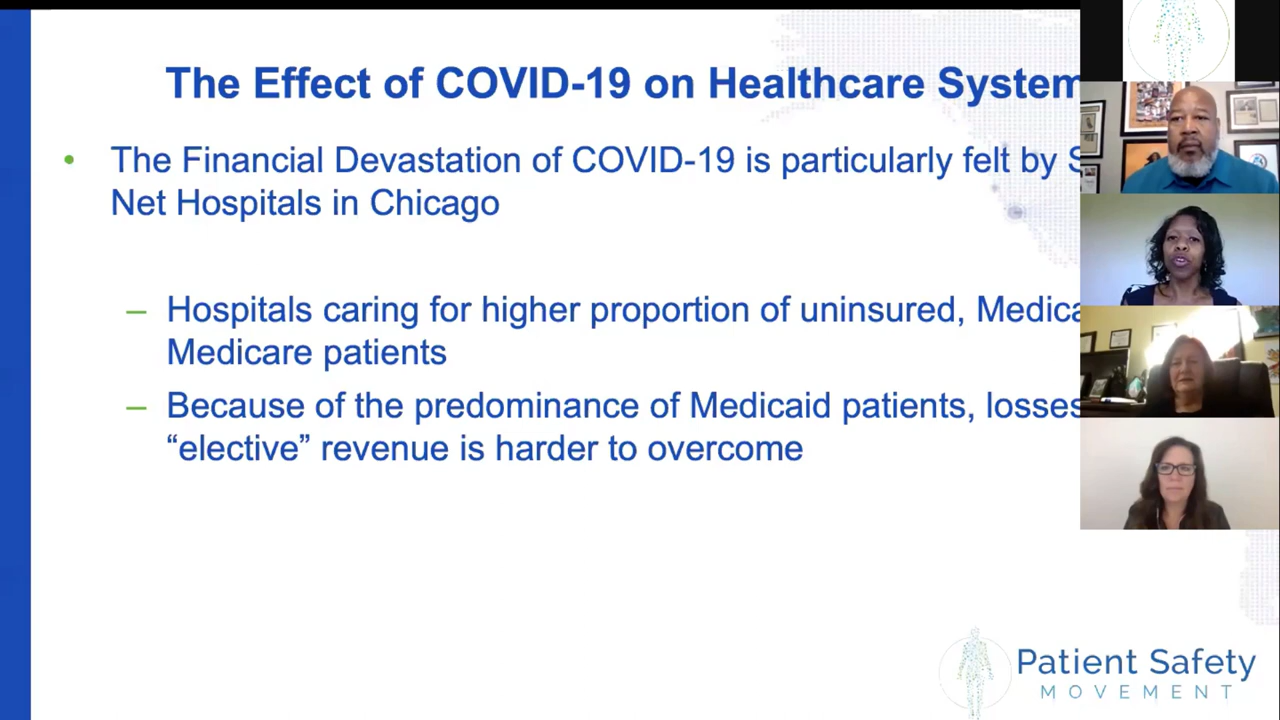 The Effect of COVID-19 on Healthcare System
• The Financial Devastation of COVID-19 is particularly felt by
Net Hospitals in Chicago
– Hospitals caring for higher proportion of uninsured,
Medicare patients
– Because of the predominance of Medicaid patients, losses
“elective” revenue is harder to overcome
Patient Safety
MOVEMENT